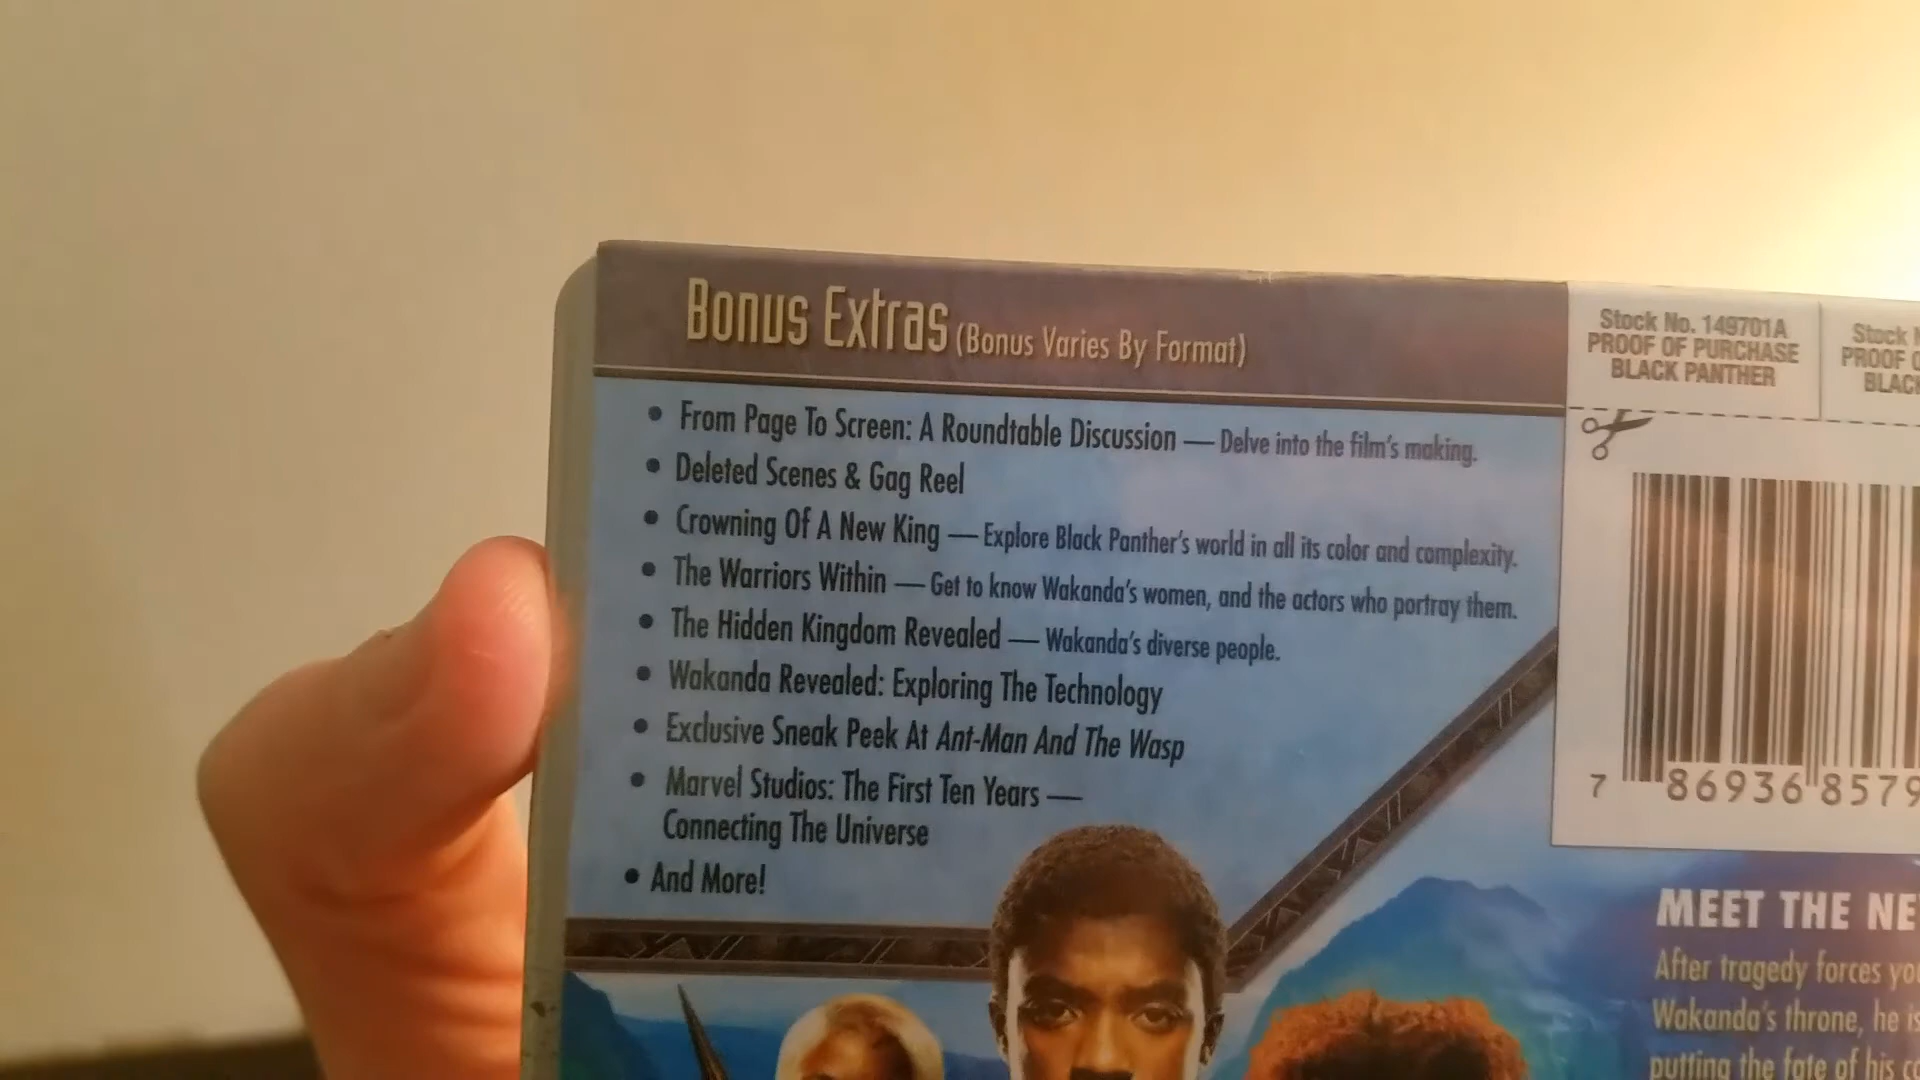 Bonus Extras (Bonus Varies By Format)
• From Page To Screen: A Roundtable Discussion — Delve into the film's making.
• Deleted Scenes & Gag Reel
• Crowning Of A New King — Explore Black Panther's world in all its color and complexity.
• The Warriors Within — Get to know Wakanda's women, and the actors who portray them.
• The Hidden Kingdom Revealed — Wakanda's diverse people.
• Wakanda Revealed: Exploring The Technology
• Exclusive Sneak Peek At Ant-Man And The Wasp
• Marvel Studios: The First Ten Years —
Connecting The Universe
• And More!
Stock No. 149701A
PROOF OF PURCHASE
BLACK PANTHER
Stock
PROOF
7 86936 8579
MEET THE
After tragedy forces
Wakanda's throne, he
putting the fate of his